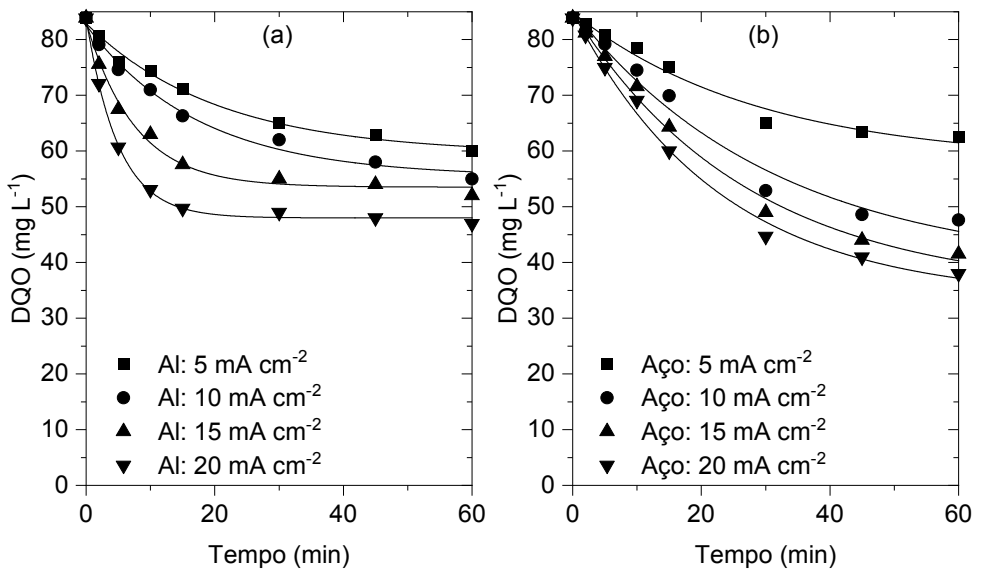 (a)
DQO (mg L⁻¹)
80
70
60
50
40
30
20
10
0
Al: 5 mA cm⁻²
Al: 10 mA cm⁻²
Al: 15 mA cm⁻²
Al: 20 mA cm⁻²
0 20 40 60
Tempo (min)
(b)
DQO (mg L⁻¹)
80
70
60
50
40
30
20
10
0
Aço: 5 mA cm⁻²
Aço: 10 mA cm⁻²
Aço: 15 mA cm⁻²
Aço: 20 mA cm⁻²
0 20 40 60
Tempo (min)